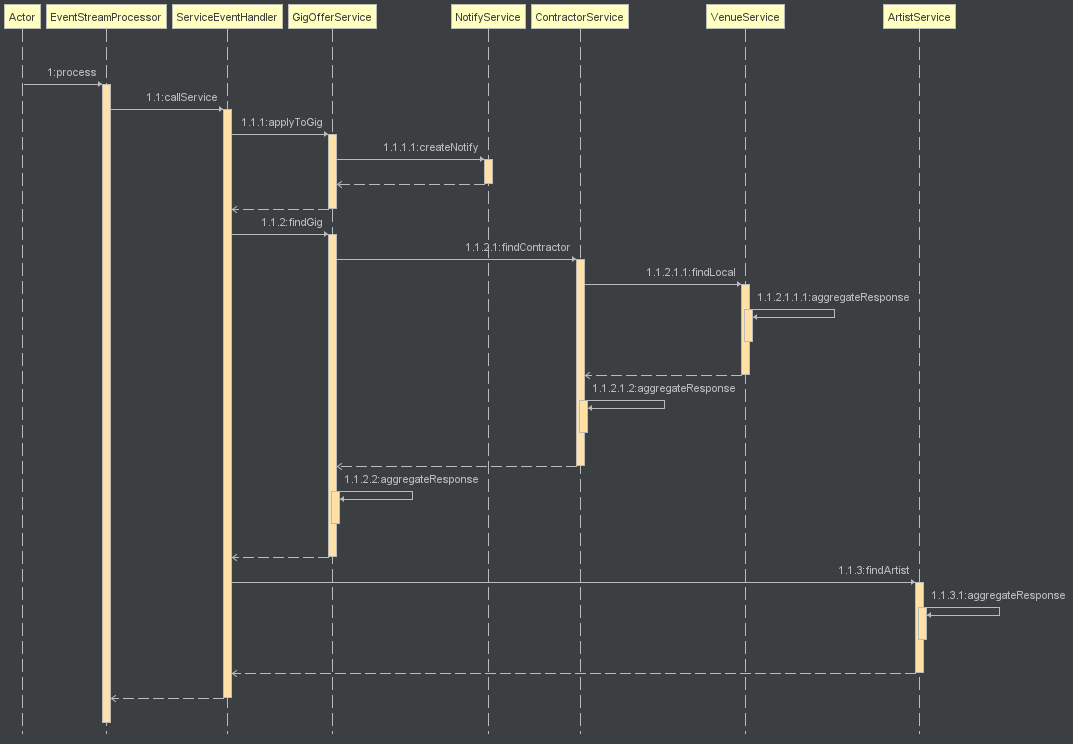 Actor
EventStreamProcessor
ServiceEventHandler
GigOfferService
NotifyService
ContractorService
VenueService
ArtistService
1:process
1.1:callService
1.1.1:applyToGig
1.1.1.1:createNotify
1.1.2:findGig
1.1.2.1:findContractor
1.1.2.1.1:findLocal
1.1.2.1.1.1:aggregateResponse
1.1.2.1.2:aggregateResponse
1.1.2.2:aggregateResponse
1.1.3:findArtist
1.1.3.1:aggregateResponse